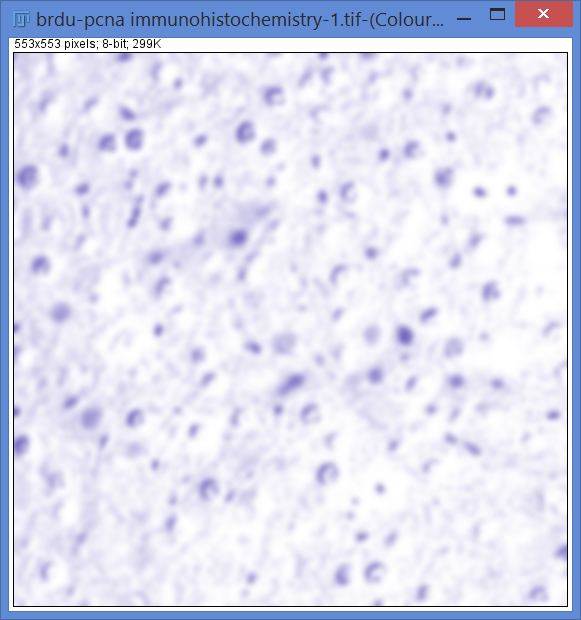 brdu-pcna immunohistochemistry-1.tif-(Colour...
553x553 pixels; 8-bit; 299K